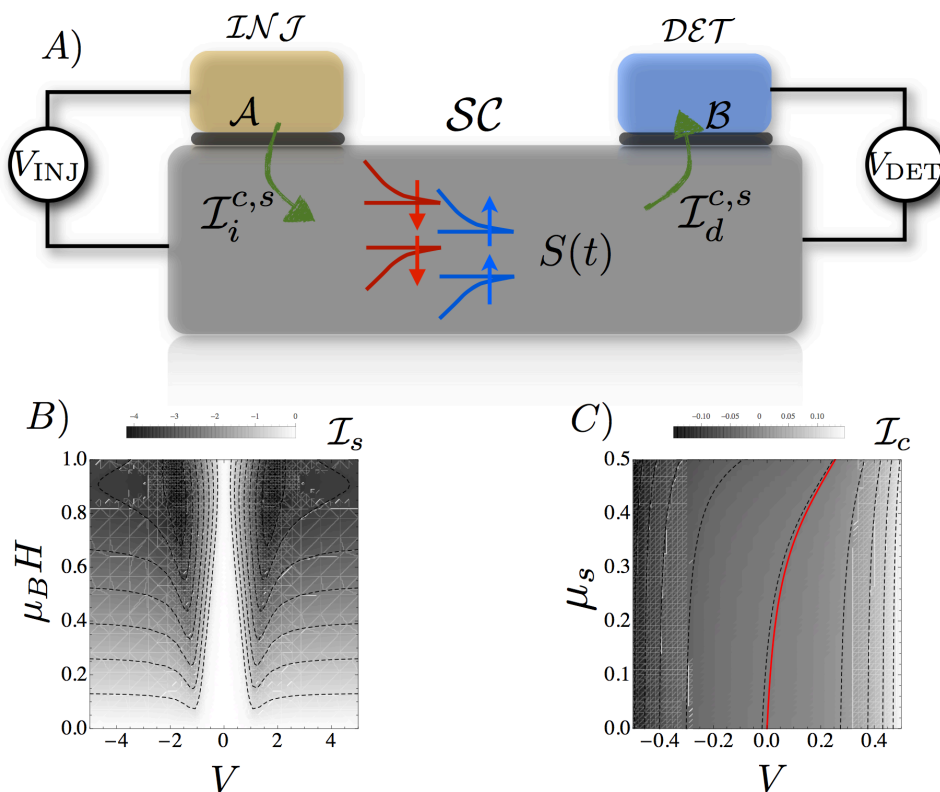 A)
INJ
DET
A
SC
B
V_INJ
V_DET
I_i^{c,s}
S(t)
I_d^{c,s}
B)
−4 −3 −2 −1 0
I_s
μ_B H
1.0
0.8
0.6
0.4
0.2
0.0
−4 −2 0 2 4
V
C)
−0.10 −0.05 0 0.05 0.10
I_c
μ_s
0.5
0.4
0.3
0.2
0.1
0.0
−0.4 −0.2 0.0 0.2 0.4
V